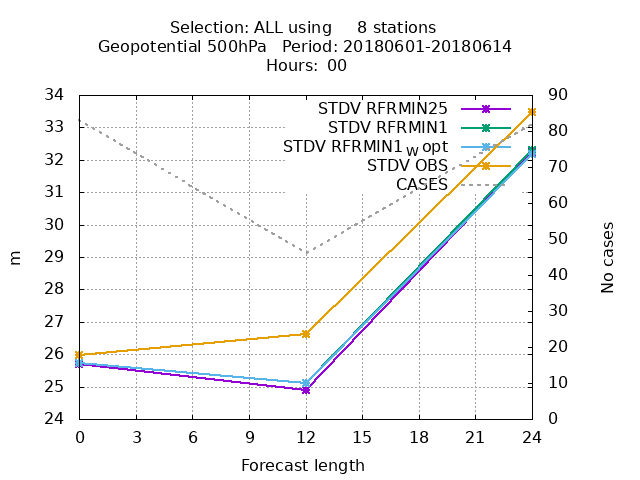 Selection: ALL using     8 stations
Geopotential 500hPa   Period: 20180601-20180614
Hours:  00
34 90
33 80
32 70
31 60
30 50
29 40
28 30
27 20
26 10
25 0
24
STDV RFRMIN25
STDV RFRMIN1
STDV RFRMIN1_W opt
STDV OBS
CASES
m
No cases
0 3 6 9 12 15 18 21 24
Forecast length